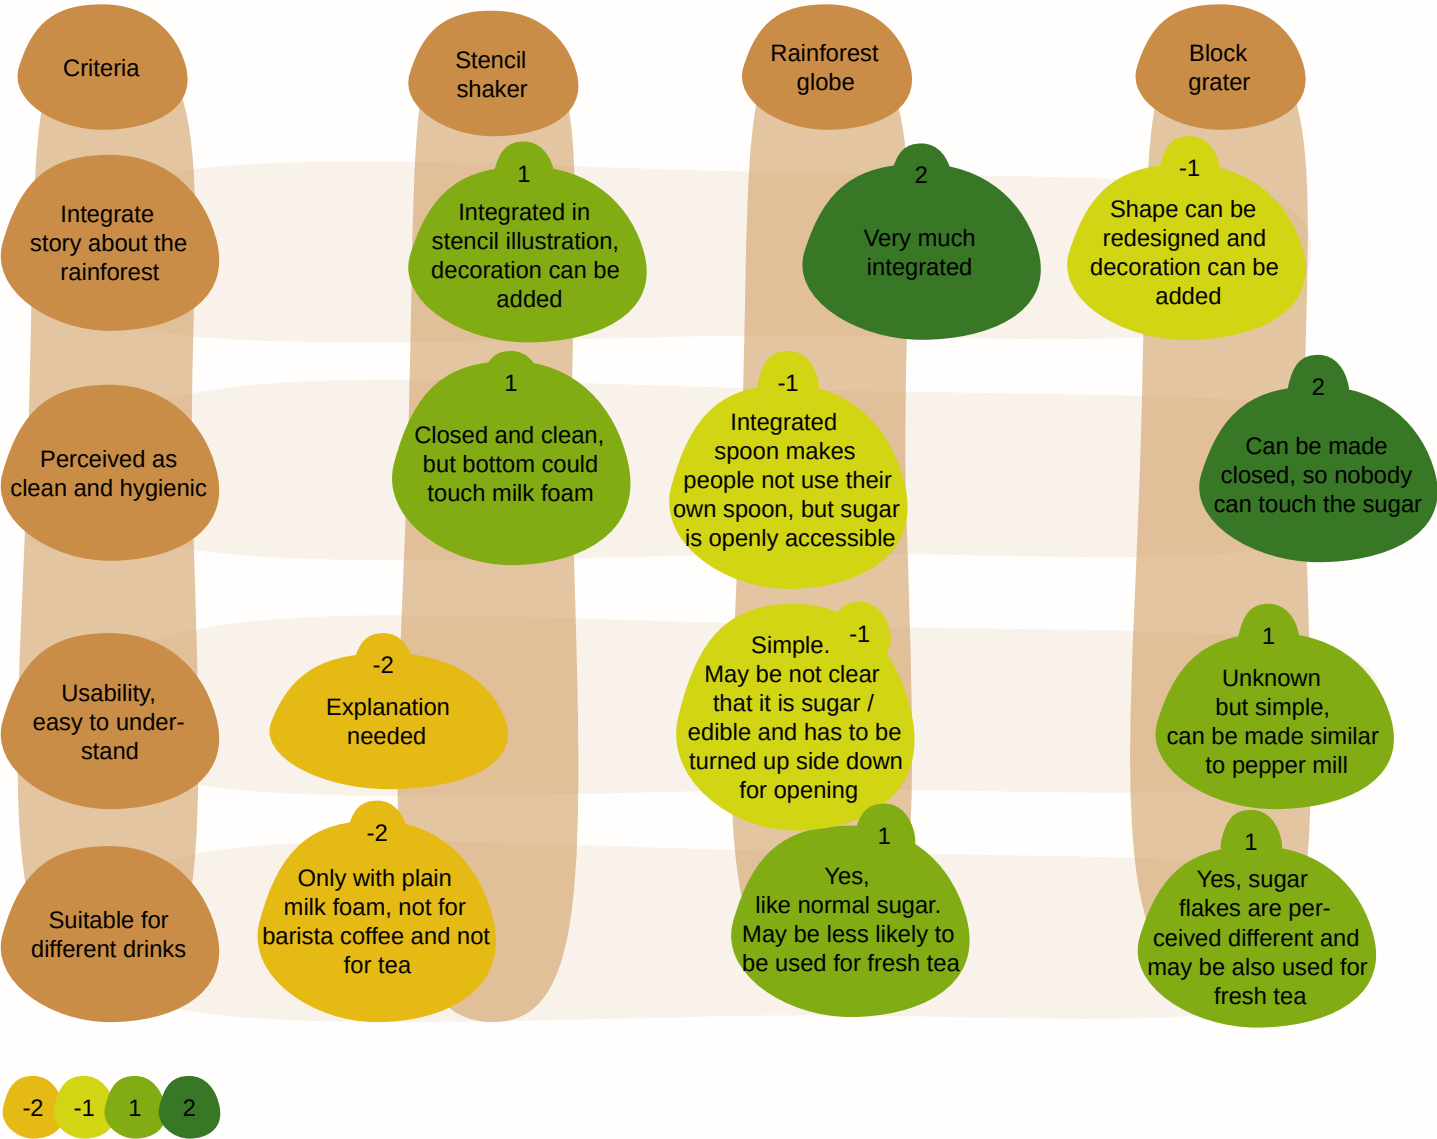 Criteria
Stencil
shaker
Rainforest
globe
Block
grater
Integrate
story about the
rainforest
1
Integrated in
stencil illustration,
decoration can be
added
2
Very much
integrated
-1
Shape can be
redesigned and
decoration can be
added
Perceived as
clean and hygienic
1
Closed and clean,
but bottom could
touch milk foam
-1
Integrated
spoon makes
people not use their
own spoon, but sugar
is openly accessible
2
Can be made
closed, so nobody
can touch the sugar
Usability,
easy to under-
stand
-2
Explanation
needed
-1
Simple.
May be not clear
that it is sugar /
edible and has to be
turned up side down
for opening
1
Unknown
but simple,
can be made similar
to pepper mill
Suitable for
different drinks
-2
Only with plain
milk foam, not for
barista coffee and not
for tea
1
Yes,
like normal sugar.
May be less likely to
be used for fresh tea
1
Yes, sugar
flakes are per-
ceived different and
may be also used for
fresh tea
-2 -1 1 2